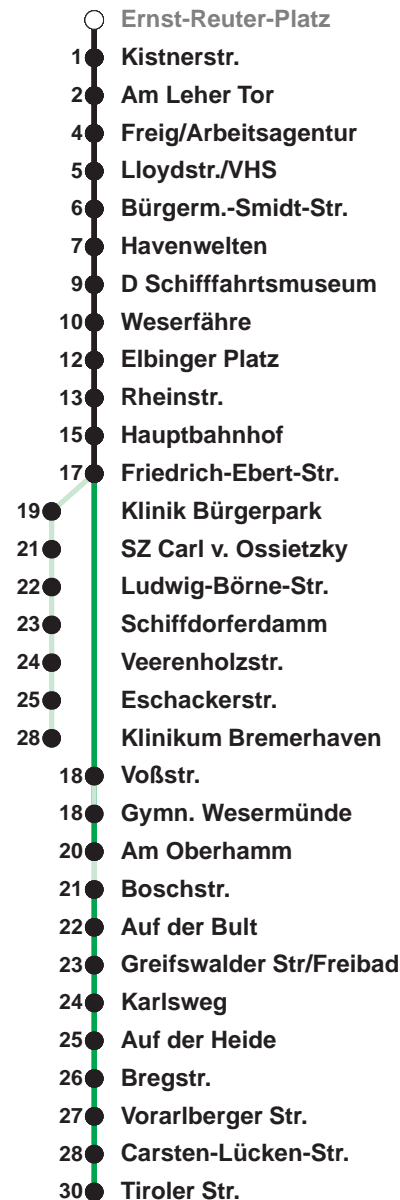 Ernst-Reuter-Platz
1 Kistnerstr.
2 Am Leher Tor
4 Freig/Arbeitsagentur
5 Lloydstr./VHS
6 Bürgerm.-Smidt-Str.
7 Havenwelten
9 D Schifffahrtsmuseum
10 Weserfähre
12 Elbinger Platz
13 Rheinstr.
15 Hauptbahnhof
17 Friedrich-Ebert-Str.
19 Klinik Bürgerpark
21 SZ Carl v. Ossietzky
22 Ludwig-Börne-Str.
23 Schiffdorferdamm
24 Veerenholzstr.
25 Eschackerstr.
28 Klinikum Bremerhaven
18 Voßstr.
18 Gymn. Wesermünde
20 Am Oberhamm
21 Boschstr.
22 Auf der Bult
23 Greifswalder Str/Freibad
24 Karlsweg
25 Auf der Heide
26 Bregstr.
27 Vorarlberger Str.
28 Carsten-Lücken-Str.
30 Tiroler Str.